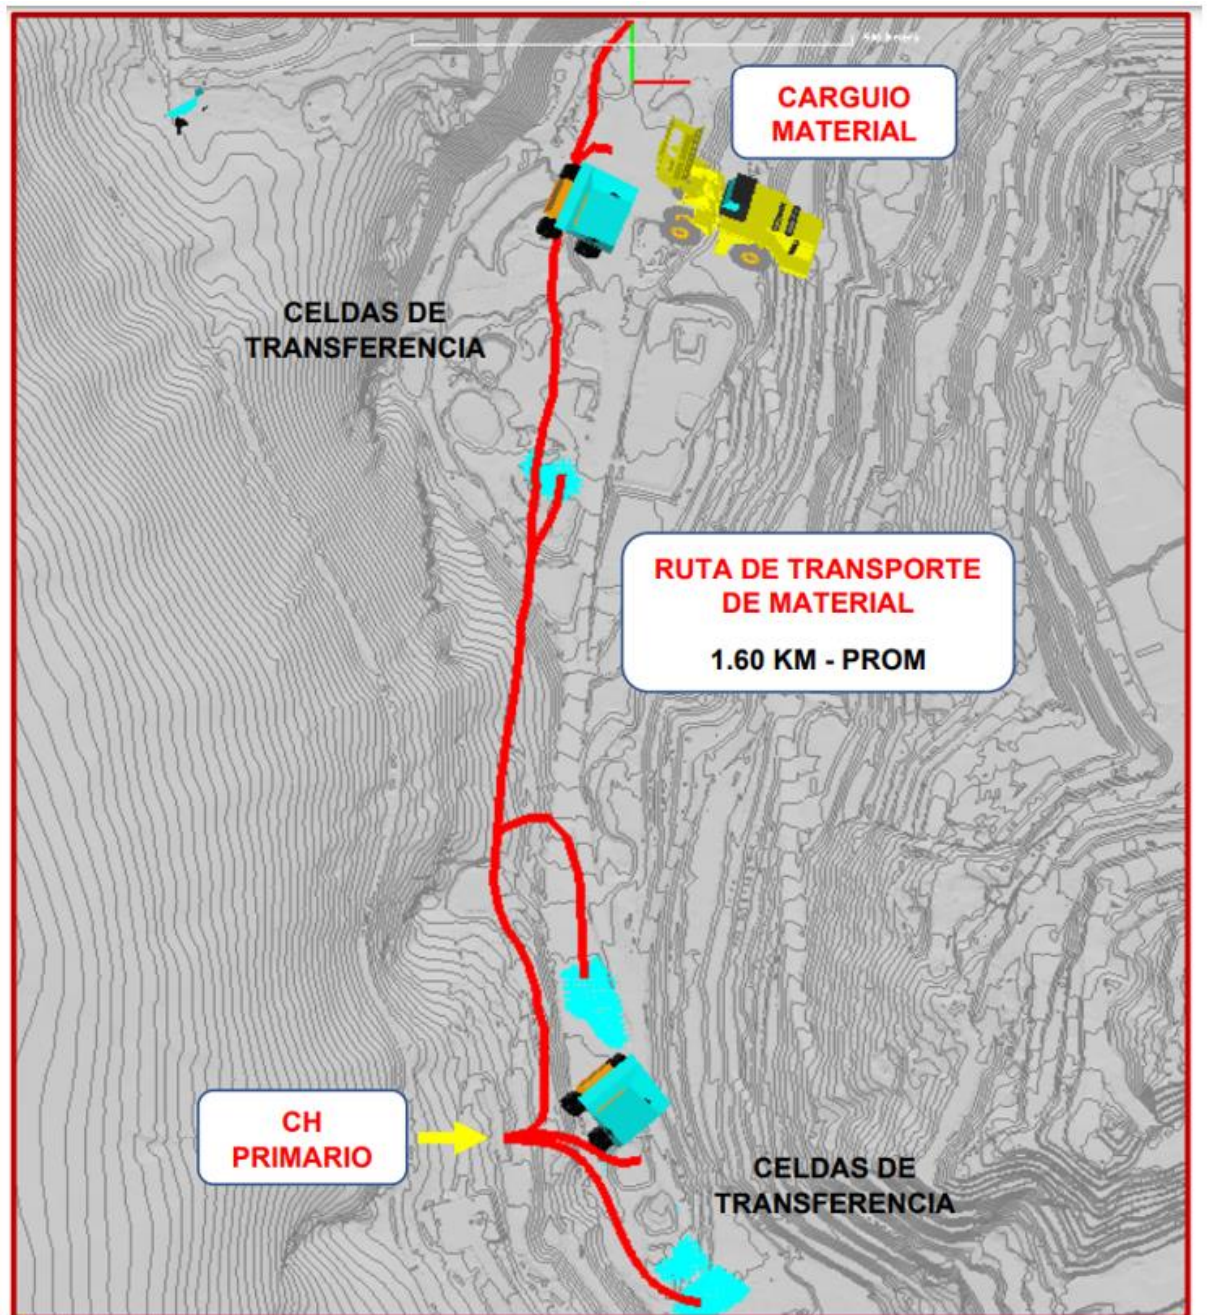 CARGUIO
MATERIAL
CELDAS DE
TRANSFERENCIA
RUTA DE TRANSPORTE
DE MATERIAL
1.60 KM - PROM
CH
PRIMARIO
CELDAS DE
TRANSFERENCIA